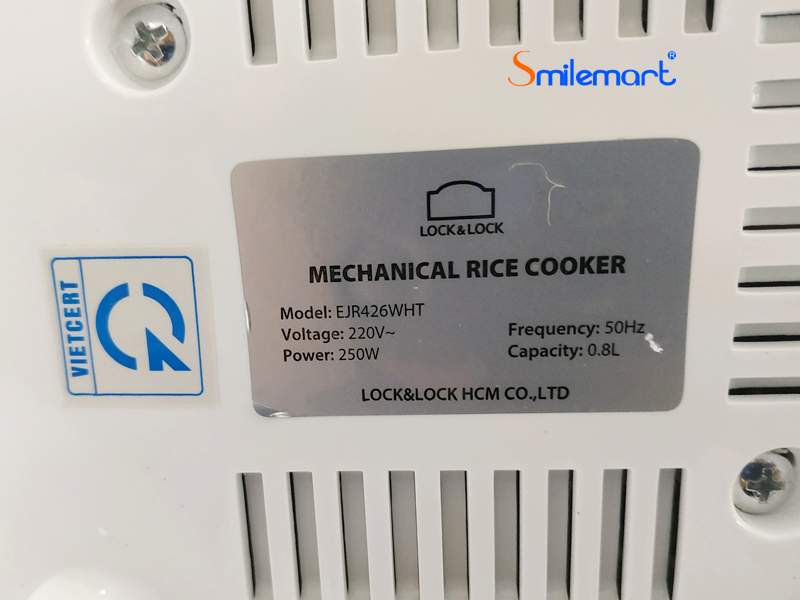 Smilemart®
LOCK&LOCK
MECHANICAL RICE COOKER
Model: EJR426WHT
Voltage: 220V~
Frequency: 50Hz
Power: 250W
Capacity: 0.8L
LOCK&LOCK HCM CO.,LTD
VIETCERT